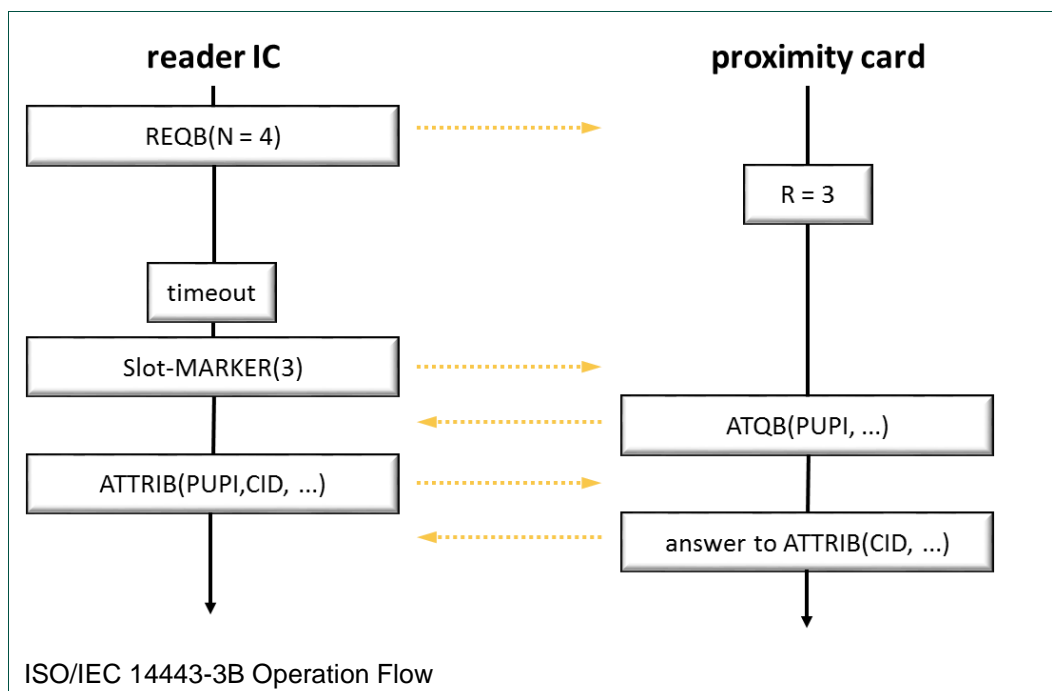 reader IC
proximity card
REQB(N = 4)
R = 3
timeout
Slot-MARKER(3)
ATQB(PUPI, ...)
ATTRIB(PUPI,CID, ...)
answer to ATTRIB(CID, ...)
ISO/IEC 14443-3B Operation Flow